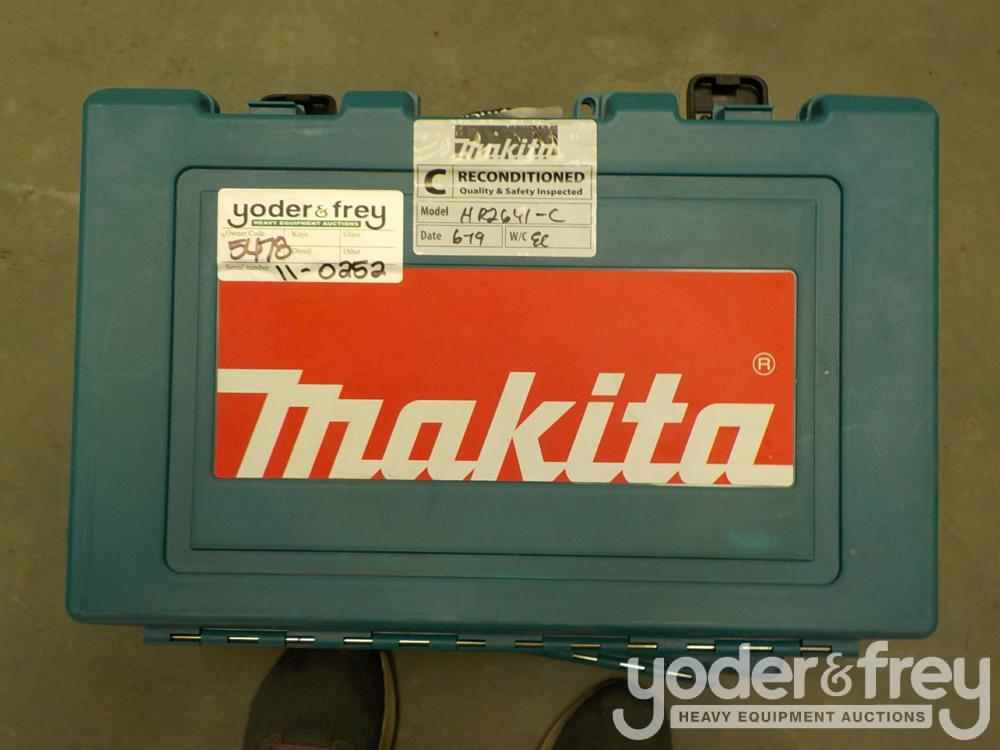 makita
C RECONDITIONED
Quality & Safety Inspected
Model HR2641-C
Date 6-19 W/C EC
yoder & frey
HEAVY EQUIPMENT AUCTIONS
Owner Code Keys Glass
5478 Diesel Other
Serial number 11-0252
makita ®
yoder & frey
HEAVY EQUIPMENT AUCTIONS